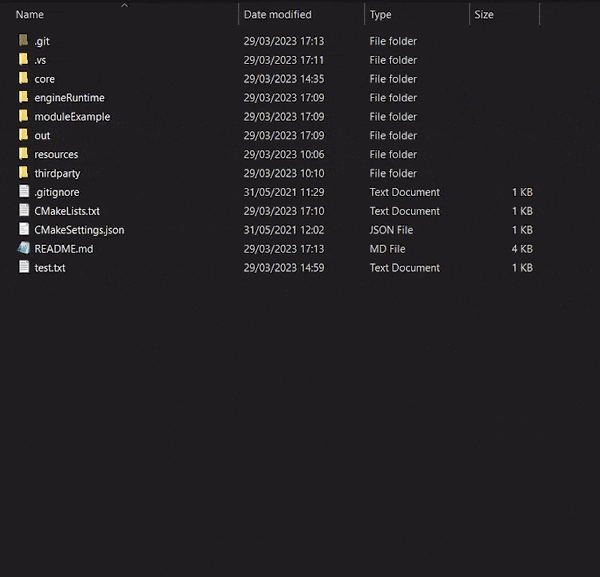 Name Date modified Type Size
.git 29/03/2023 17:13 File folder
.vs 29/03/2023 17:11 File folder
core 29/03/2023 14:35 File folder
engineRuntime 29/03/2023 17:09 File folder
moduleExample 29/03/2023 17:09 File folder
out 29/03/2023 17:09 File folder
resources 29/03/2023 10:06 File folder
thirdparty 29/03/2023 10:10 File folder
.gitignore 31/05/2021 11:29 Text Document 1 KB
CMakeLists.txt 29/03/2023 17:10 Text Document 1 KB
CMakeSettings.json 31/05/2021 12:02 JSON File 1 KB
README.md 29/03/2023 17:13 MD File 4 KB
test.txt 29/03/2023 14:59 Text Document 1 KB